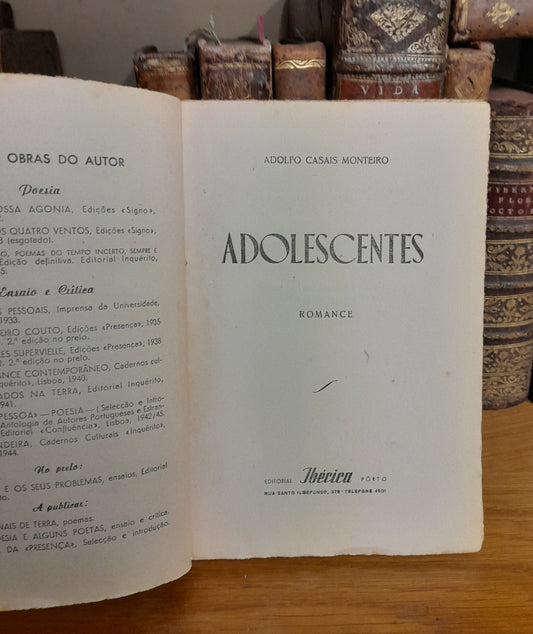 OBRAS DO AUTOR
Poesia
OSSA AGONIA, Edições «Signo»,
OS QUATRO VENTOS, Edições «Signo»,
8 (esgotado).
O, POEMAS DO TEMPO INCERTO, SEMPRE E
Edição definitiva. Editorial Inquérito,
5.
Ensaio e Crítica
S PESSOAIS, Imprensa da Universidade,
1933.
EIRO COUTO, Edições «Presença», 1935
). 2.ª edição no prelo.
ES SUPERVIELLE, Edições «Presença», 1938
). 2.ª edição no prelo.
ANCE CONTEMPORÂNEO, Cadernos cul-
quérito», Lisboa, 1940.
ADOS NA TERRA, Editorial Inquérito,
941.
PESSOA» — POESIA — (Selecção e Intro-
Antologia de Autores Portugueses e Estran-
Editorial «Confluência», Lisboa, 1942/45.
NDEIRA, Cadernos Culturais «Inquérito»,
1944.
No prelo:
E OS SEUS PROBLEMAS, ensaios. Editorial
to.
A publicar:
NAIS DE TERRA, poemas.
ESIA E ALGUNS POETAS, ensaio e crítica.
DA «PRESENÇA», Selecção e introdução.
ADOLFO CASAIS MONTEIRO
ADOLESCENTES
ROMANCE
EDITORIAL Ibérica PÔRTO
RUA SANTO ILDEFONSO, 378 - TELEFONE 4501
VIDA
FLOS